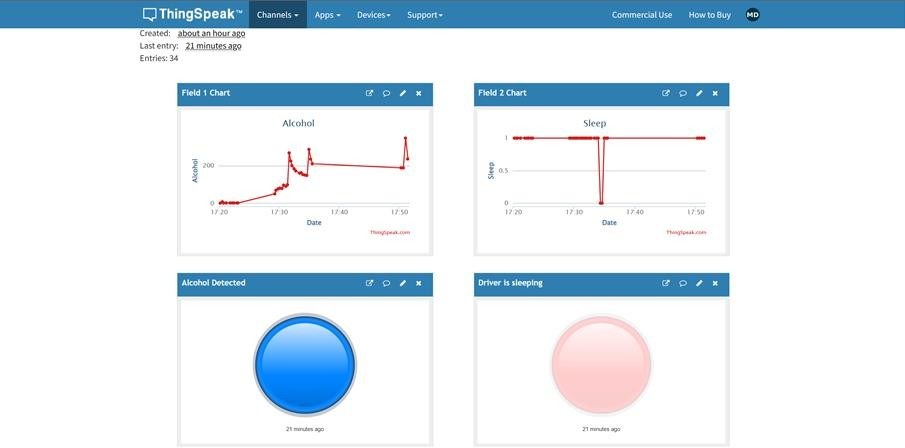 ThingSpeak™ Channels Apps Devices Support Commercial Use How to Buy MD
Created: about an hour ago
Last entry: 21 minutes ago
Entries: 34
Field 1 Chart
Alcohol
Alcohol
200
0
17:20 17:30 17:40 17:50
Date
ThingSpeak.com
Field 2 Chart
Sleep
Sleep
1
0.5
0
17:20 17:30 17:40 17:50
Date
ThingSpeak.com
Alcohol Detected
21 minutes ago
Driver is sleeping
21 minutes ago